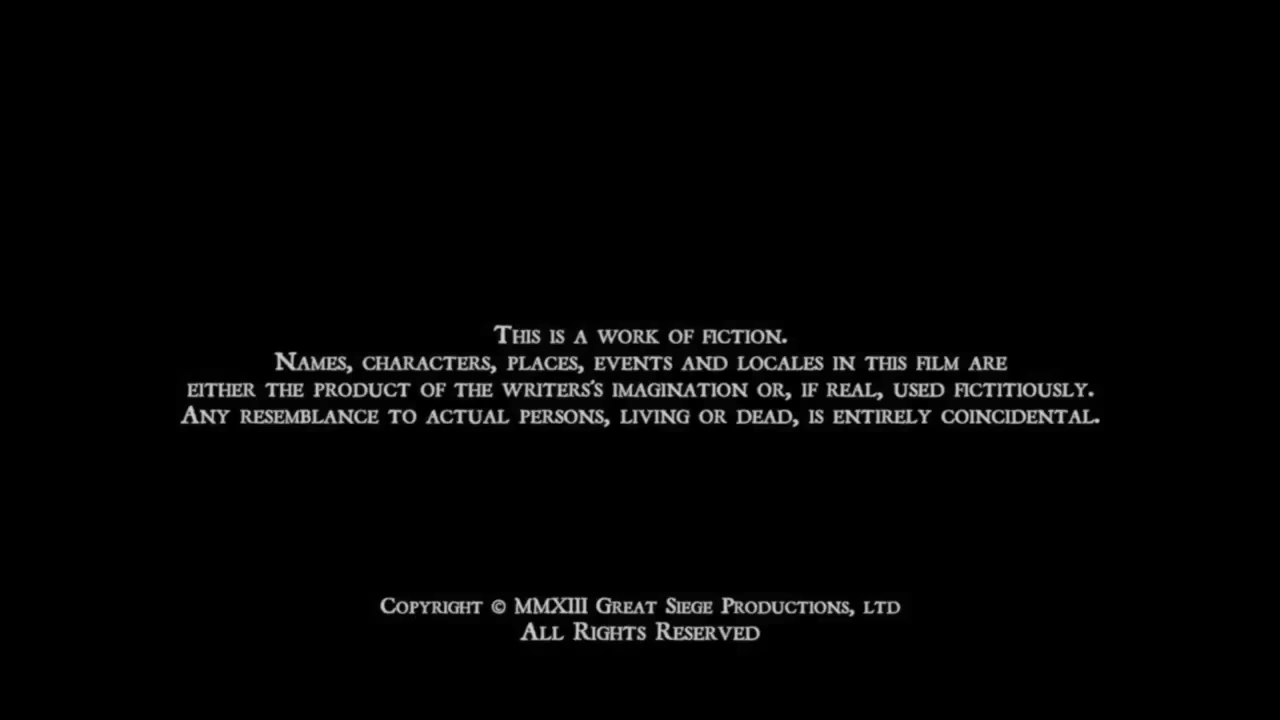 This is a work of fiction.
Names, characters, places, events and locales in this film are
either the product of the writers's imagination or, if real, used fictitiously.
Any resemblance to actual persons, living or dead, is entirely coincidental.
Copyright © MMXIII Great Siege Productions, ltd
All Rights Reserved